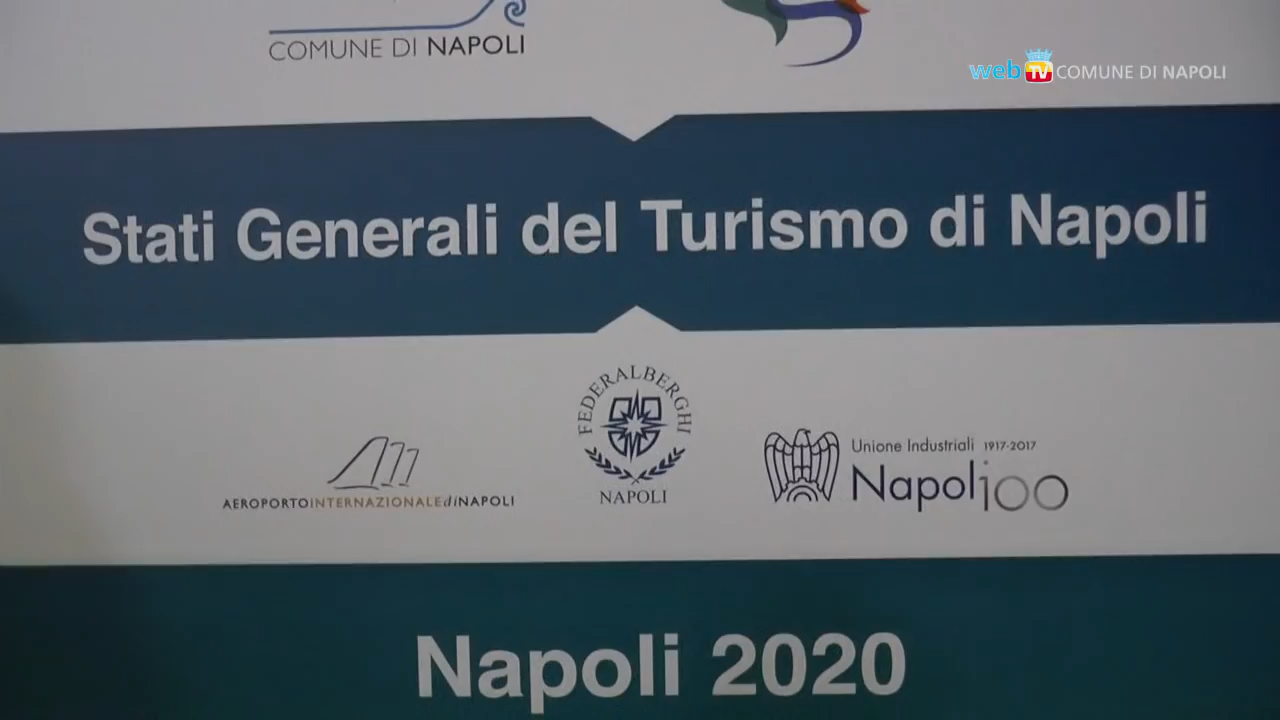 COMUNE DI NAPOLI
web TV COMUNE DI NAPOLI
Stati Generali del Turismo di Napoli
FEDERALBERGHI
NAPOLI
AEROPORTOINTERNAZIONALEdiNAPOLI
Unione Industriali 1917-2017
Napoli100
Napoli 2020